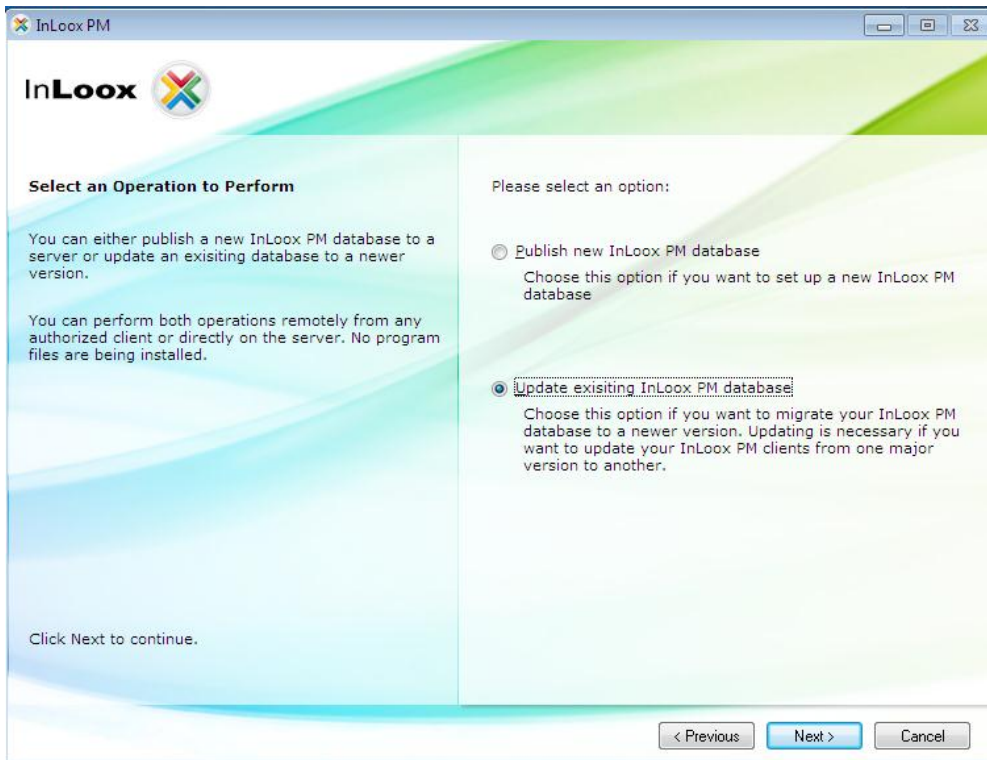 InLoox PM
InLoox
Select an Operation to Perform
You can either publish a new InLoox PM database to a
server or update an exisiting database to a newer
version.
You can perform both operations remotely from any
authorized client or directly on the server. No program
files are being installed.
Click Next to continue.
Please select an option:
Publish new InLoox PM database
Choose this option if you want to set up a new InLoox PM
database
Update exisiting InLoox PM database
Choose this option if you want to migrate your InLoox PM
database to a newer version. Updating is necessary if you
want to update your InLoox PM clients from one major
version to another.
< Previous
Next >
Cancel